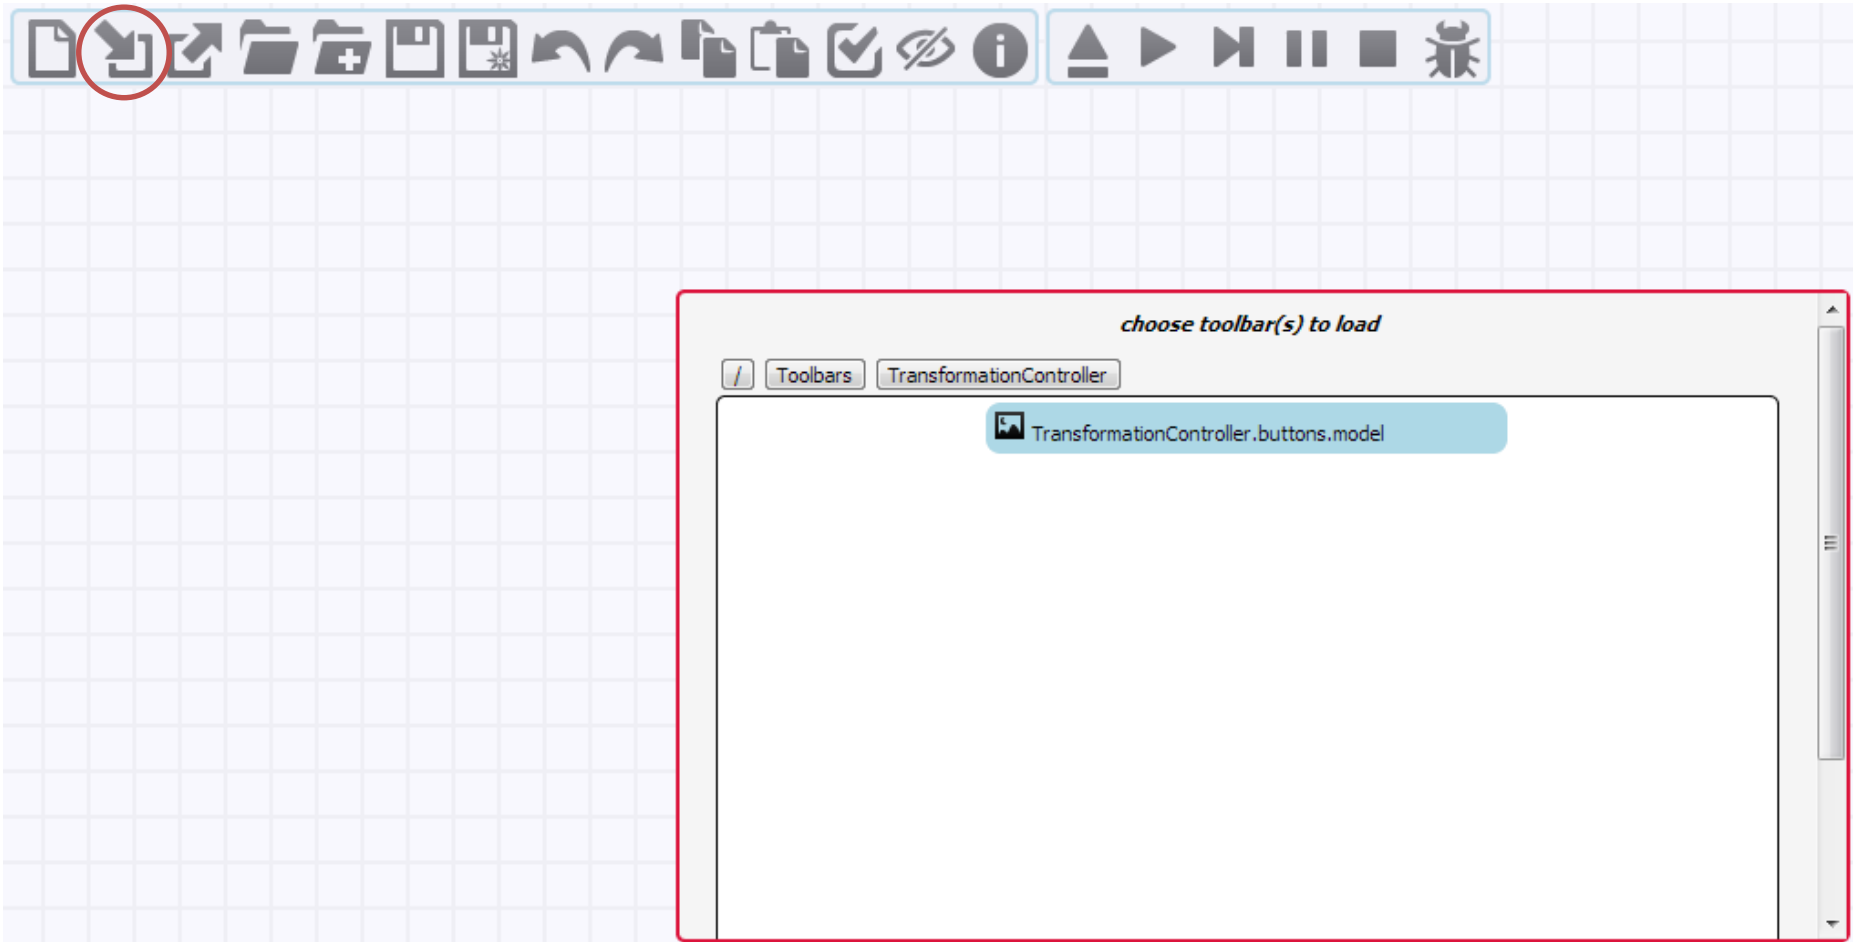 choose toolbar(s) to load
/ Toolbars TransformationController
TransformationController.buttons.model